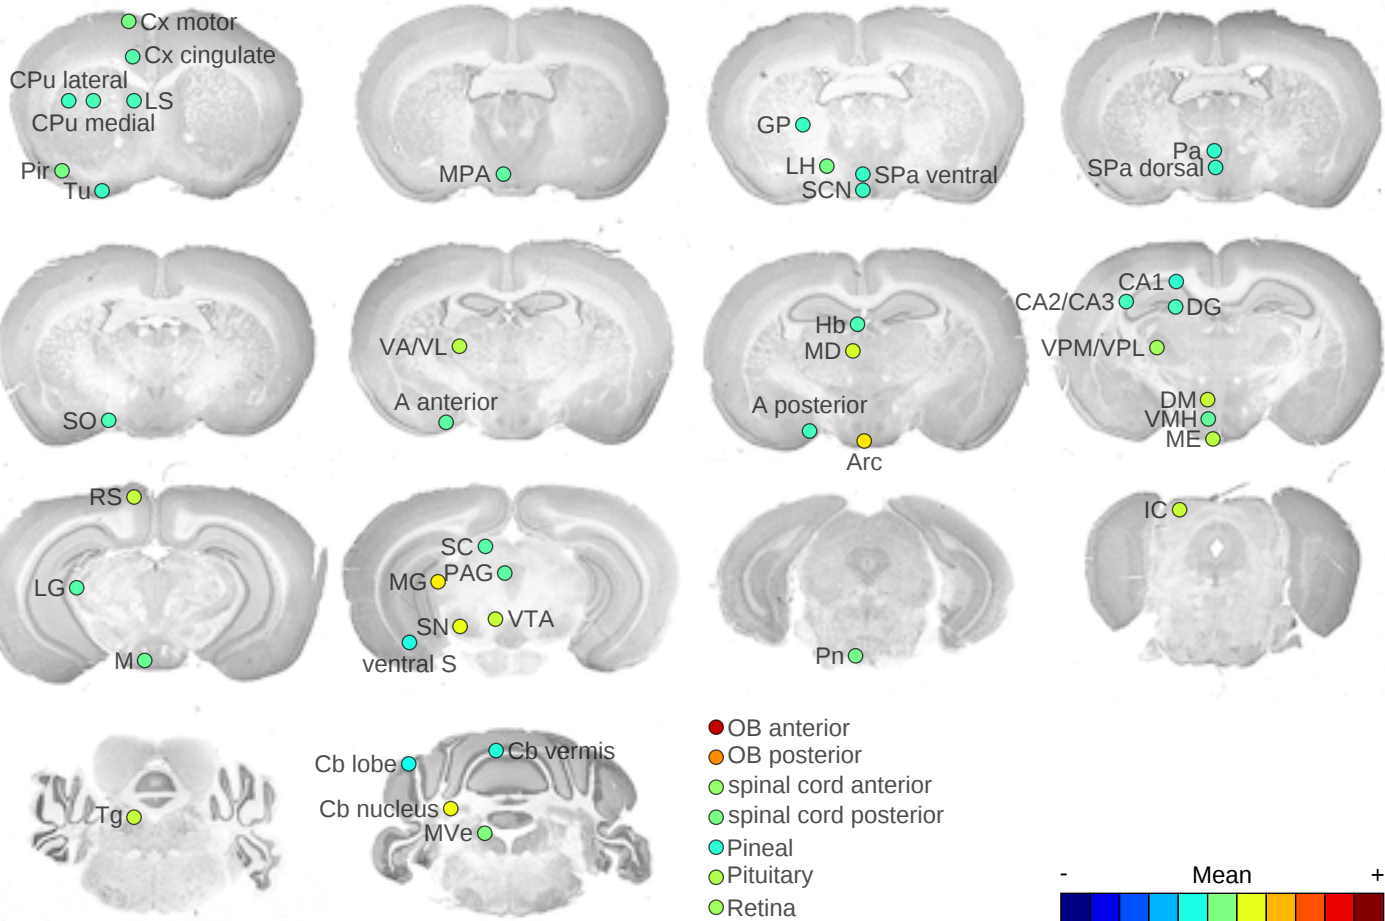 Cx motor
Cx cingulate
CPu lateral
LS
CPu medial
Pir
Tu
MPA
GP
LH
SPa ventral
SCN
Pa
SPa dorsal
SO
VA/VL
A anterior
Hb
MD
A posterior
Arc
CA1
CA2/CA3
DG
VPM/VPL
DM
VMH
ME
RS
LG
M
SC
PAG
MG
SN
VTA
ventral S
Pn
IC
Tg
Cb lobe
Cb vermis
Cb nucleus
MVe
OB anterior
OB posterior
spinal cord anterior
spinal cord posterior
Pineal
Pituitary
Retina
- Mean +